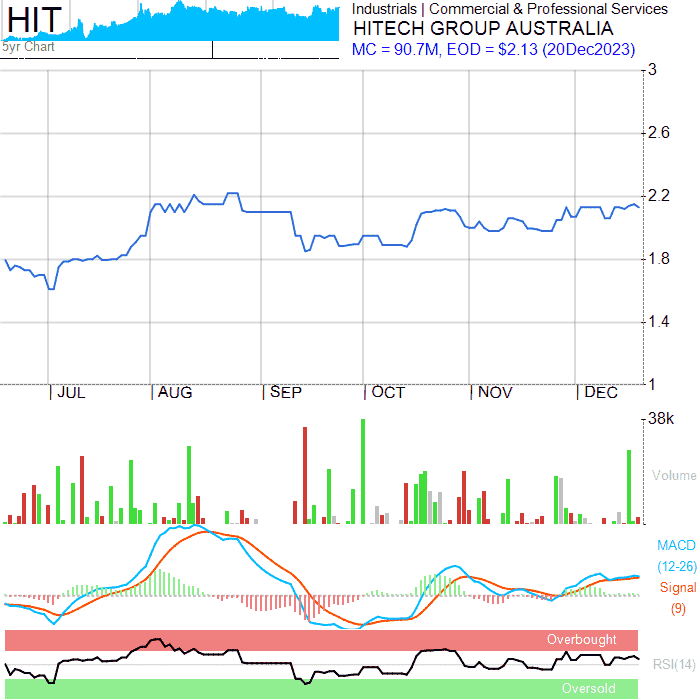 HIT
5yr Chart
Industrials | Commercial & Professional Services
HITECH GROUP AUSTRALIA
MC = 90.7M, EOD = $2.13 (20Dec2023)
3
2.6
2.2
1.8
1.4
1
JUL AUG SEP OCT NOV DEC
38k
Volume
MACD
(12-26)
Signal
(9)
Overbought
RSI(14)
Oversold